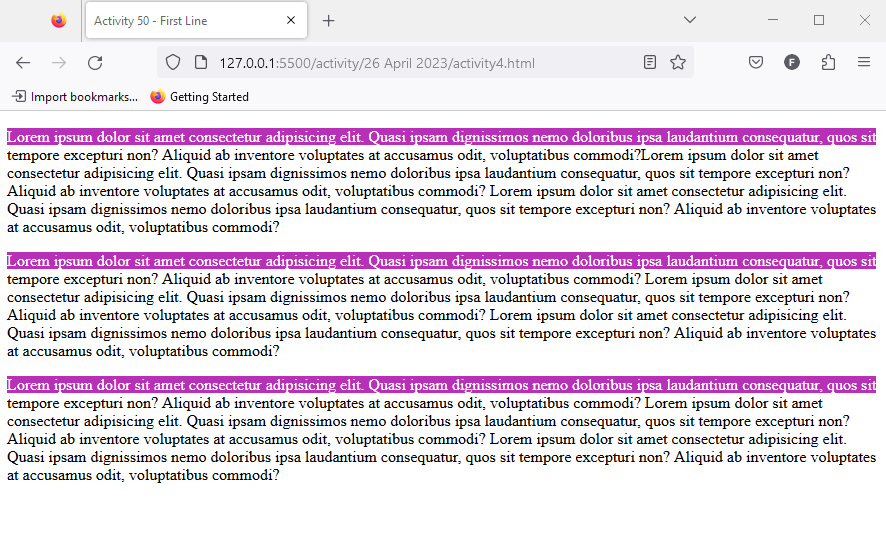 Activity 50 - First Line
127.0.0.1:5500/activity/26 April 2023/activity4.html
F
Import bookmarks... Getting Started
Lorem ipsum dolor sit amet consectetur adipisicing elit. Quasi ipsam dignissimos nemo doloribus ipsa laudantium consequatur, quos sit
tempore excepturi non? Aliquid ab inventore voluptates at accusamus odit, voluptatibus commodi?Lorem ipsum dolor sit amet
consectetur adipisicing elit. Quasi ipsam dignissimos nemo doloribus ipsa laudantium consequatur, quos sit tempore excepturi non?
Aliquid ab inventore voluptates at accusamus odit, voluptatibus commodi? Lorem ipsum dolor sit amet consectetur adipisicing elit.
Quasi ipsam dignissimos nemo doloribus ipsa laudantium consequatur, quos sit tempore excepturi non? Aliquid ab inventore voluptates
at accusamus odit, voluptatibus commodi?
Lorem ipsum dolor sit amet consectetur adipisicing elit. Quasi ipsam dignissimos nemo doloribus ipsa laudantium consequatur, quos sit
tempore excepturi non? Aliquid ab inventore voluptates at accusamus odit, voluptatibus commodi? Lorem ipsum dolor sit amet
consectetur adipisicing elit. Quasi ipsam dignissimos nemo doloribus ipsa laudantium consequatur, quos sit tempore excepturi non?
Aliquid ab inventore voluptates at accusamus odit, voluptatibus commodi? Lorem ipsum dolor sit amet consectetur adipisicing elit.
Quasi ipsam dignissimos nemo doloribus ipsa laudantium consequatur, quos sit tempore excepturi non? Aliquid ab inventore voluptates
at accusamus odit, voluptatibus commodi?
Lorem ipsum dolor sit amet consectetur adipisicing elit. Quasi ipsam dignissimos nemo doloribus ipsa laudantium consequatur, quos sit
tempore excepturi non? Aliquid ab inventore voluptates at accusamus odit, voluptatibus commodi? Lorem ipsum dolor sit amet
consectetur adipisicing elit. Quasi ipsam dignissimos nemo doloribus ipsa laudantium consequatur, quos sit tempore excepturi non?
Aliquid ab inventore voluptates at accusamus odit, voluptatibus commodi? Lorem ipsum dolor sit amet consectetur adipisicing elit.
Quasi ipsam dignissimos nemo doloribus ipsa laudantium consequatur, quos sit tempore excepturi non? Aliquid ab inventore voluptates
at accusamus odit, voluptatibus commodi?